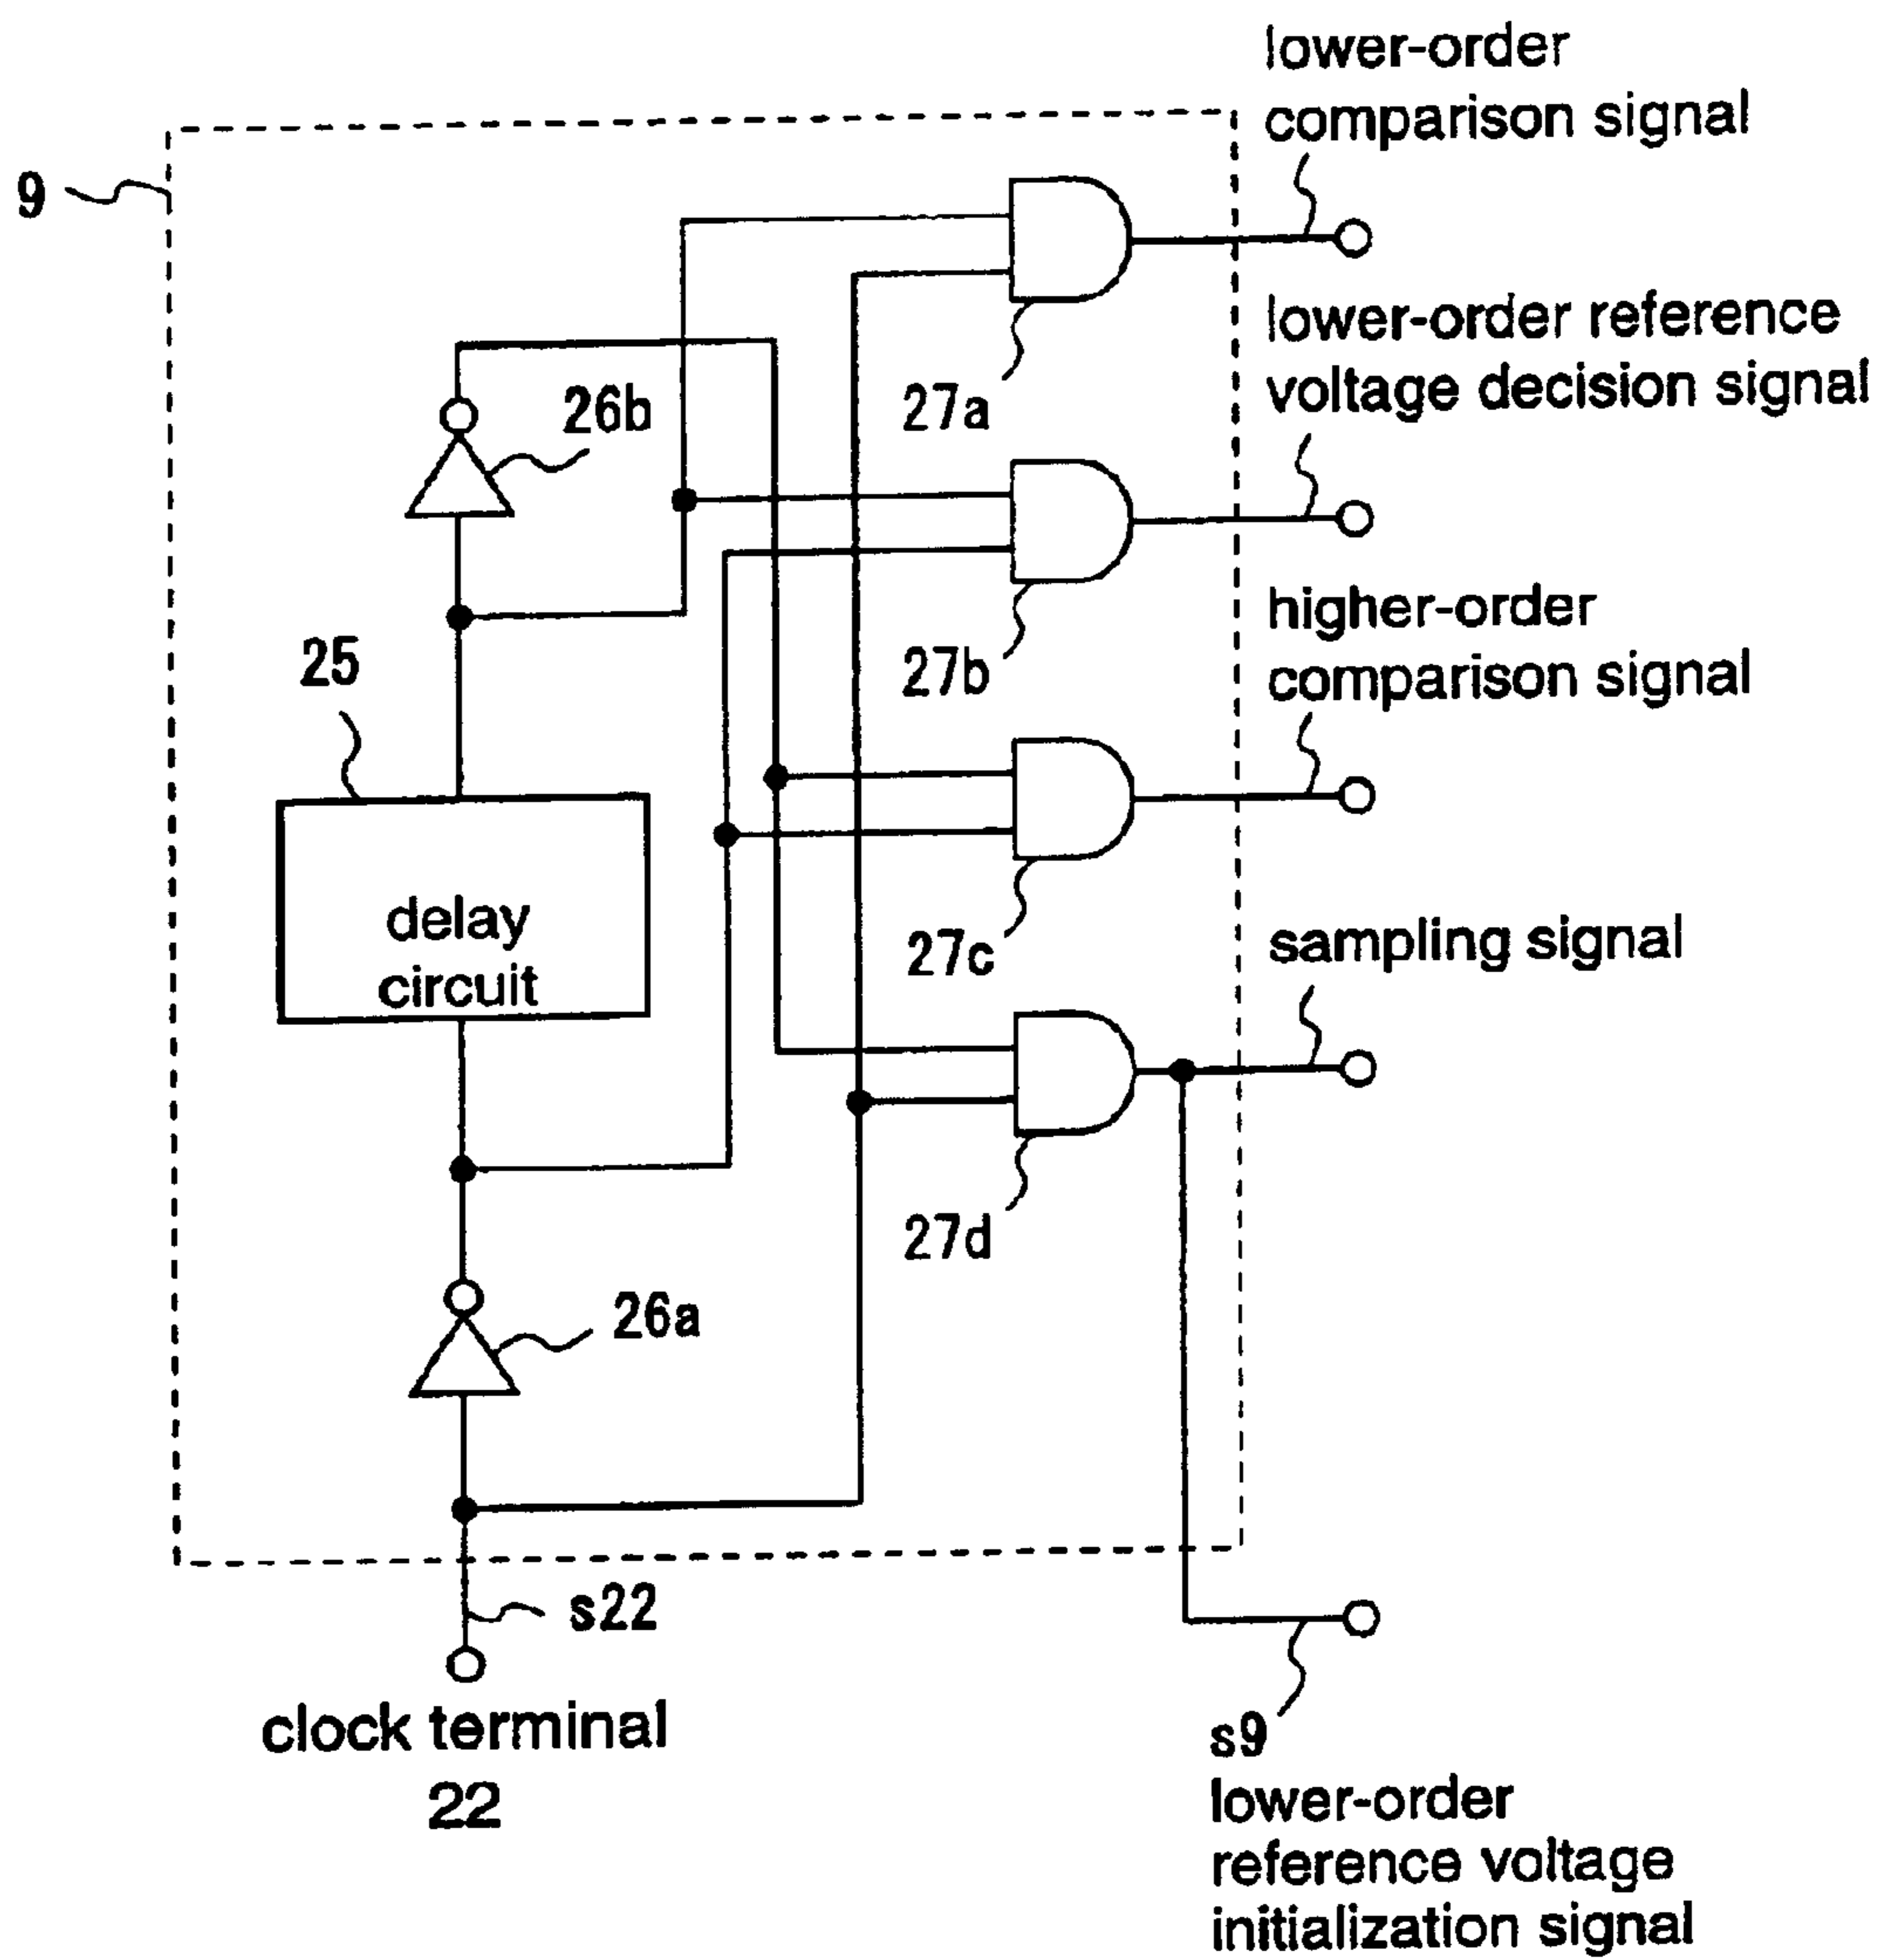 lower-order
comparison signal
9
27a
lower-order reference
voltage decision signal
26b
27b
higher-order
comparison signal
25
delay
circuit
27c
sampling signal
27d
26a
s22
clock terminal
22
s9
lower-order
reference voltage
initialization signal